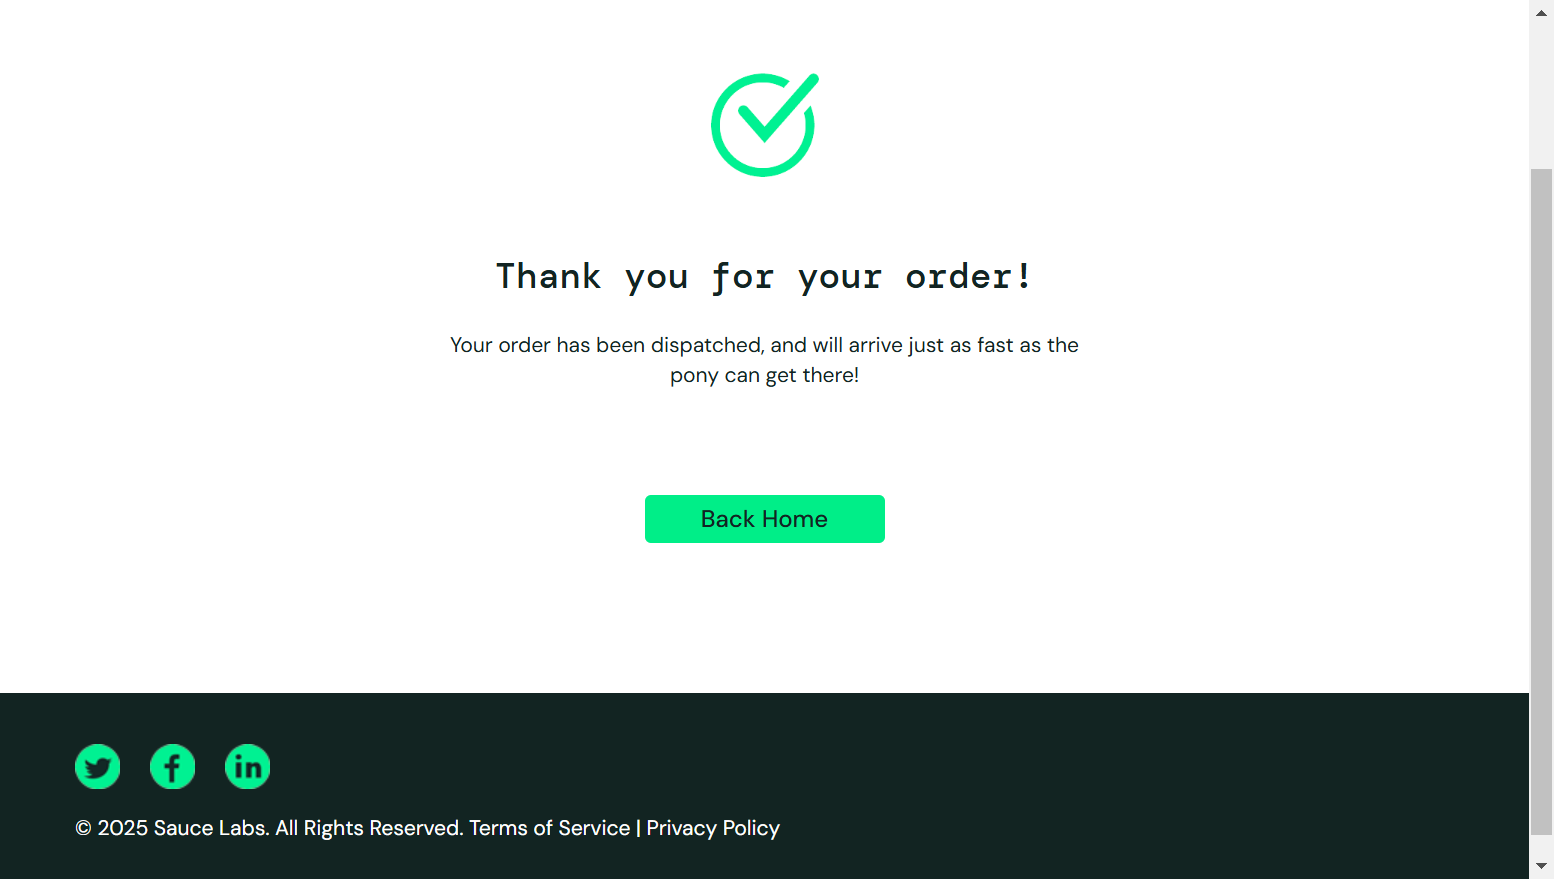 Thank you for your order!
Your order has been dispatched, and will arrive just as fast as the
pony can get there!
Back Home
© 2025 Sauce Labs. All Rights Reserved. Terms of Service | Privacy Policy